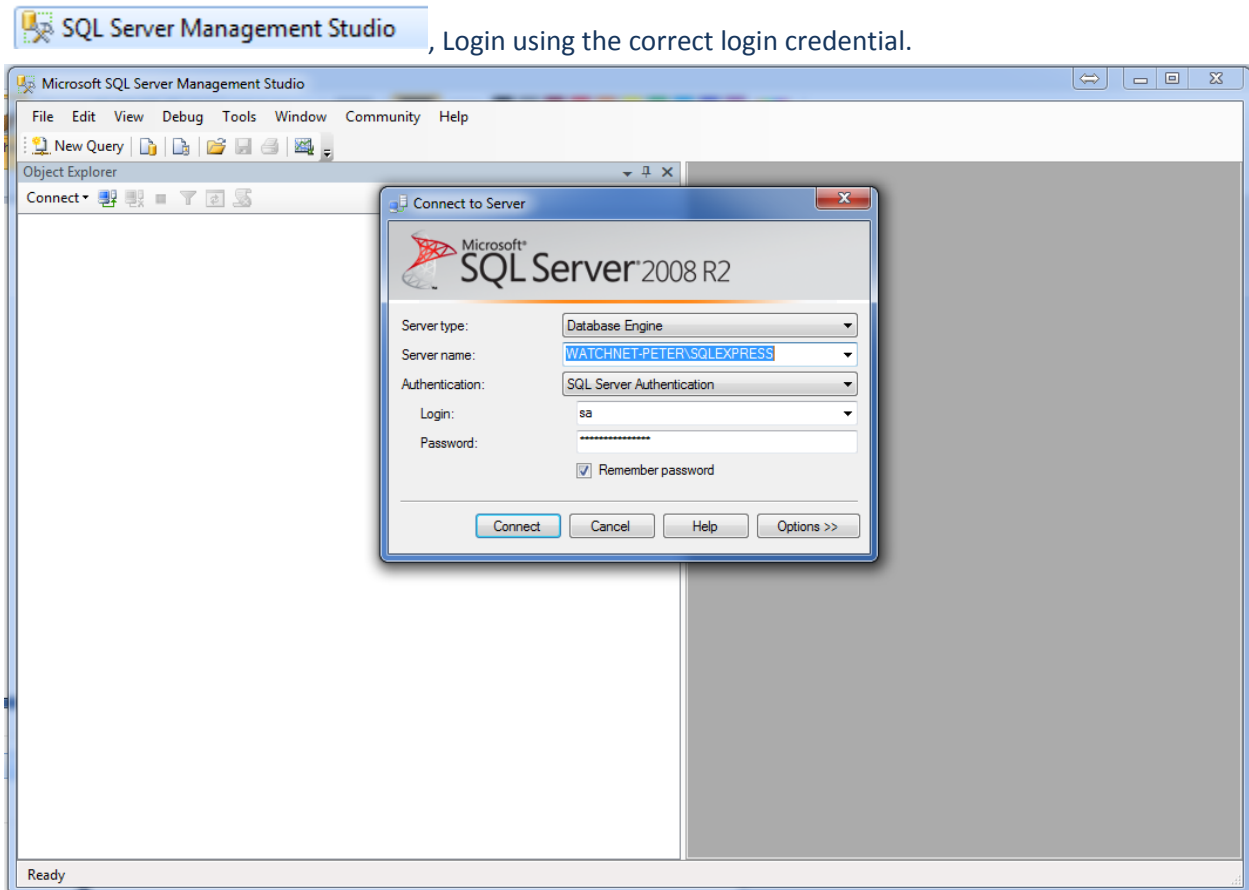 SQL Server Management Studio , Login using the correct login credential.
Microsoft SQL Server Management Studio
File Edit View Debug Tools Window Community Help
New Query
Object Explorer
Connect
Connect to Server
Microsoft®
SQL Server® 2008 R2
Server type: Database Engine
Server name: WATCHNET-PETER\SQLEXPRESS
Authentication: SQL Server Authentication
Login: sa
Password: ***************
Remember password
Connect Cancel Help Options >>
Ready